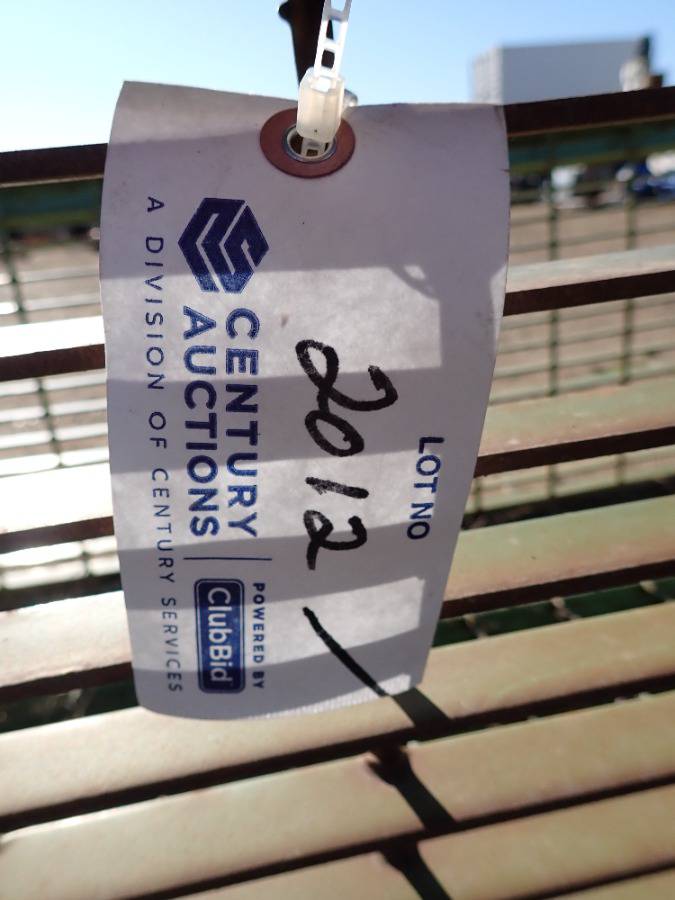 LOT NO
2012
CENTURY
AUCTIONS
A DIVISION OF CENTURY SERVICES
POWERED BY
ClubBid